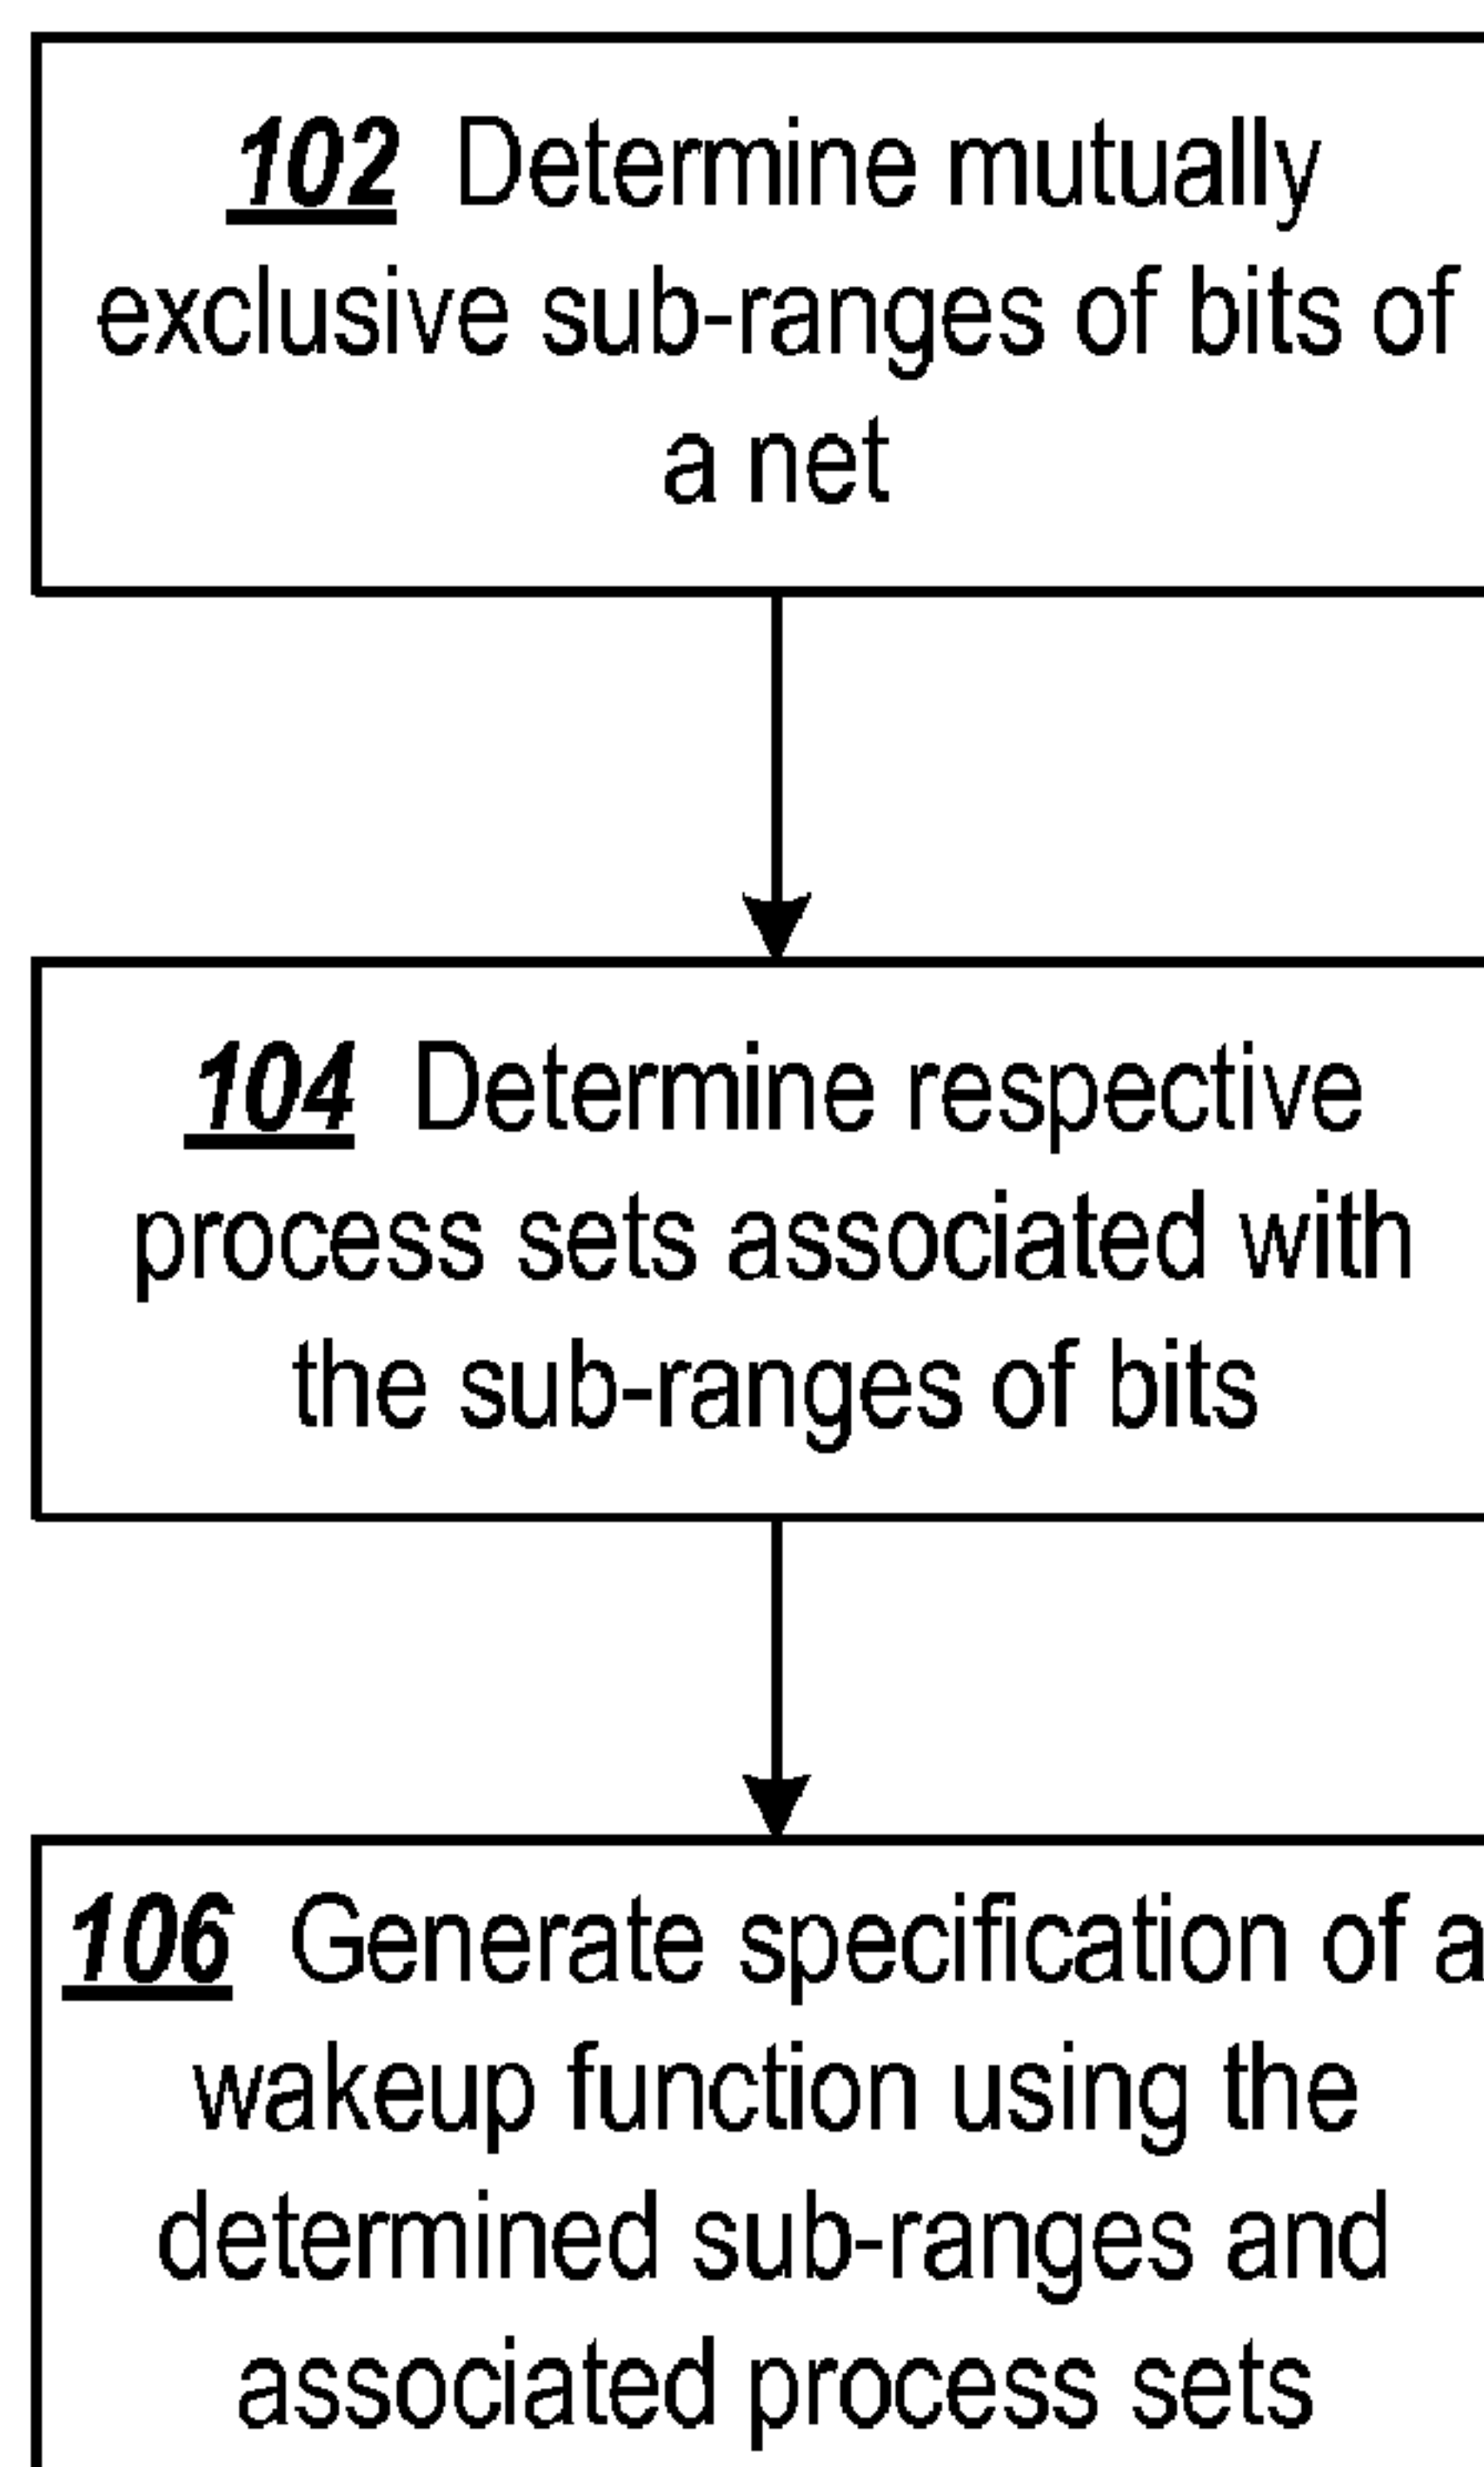 102 Determine mutually
exclusive sub-ranges of bits of
a net
104 Determine respective
process sets associated with
the sub-ranges of bits
106 Generate specification of a
wakeup function using the
determined sub-ranges and
associated process sets